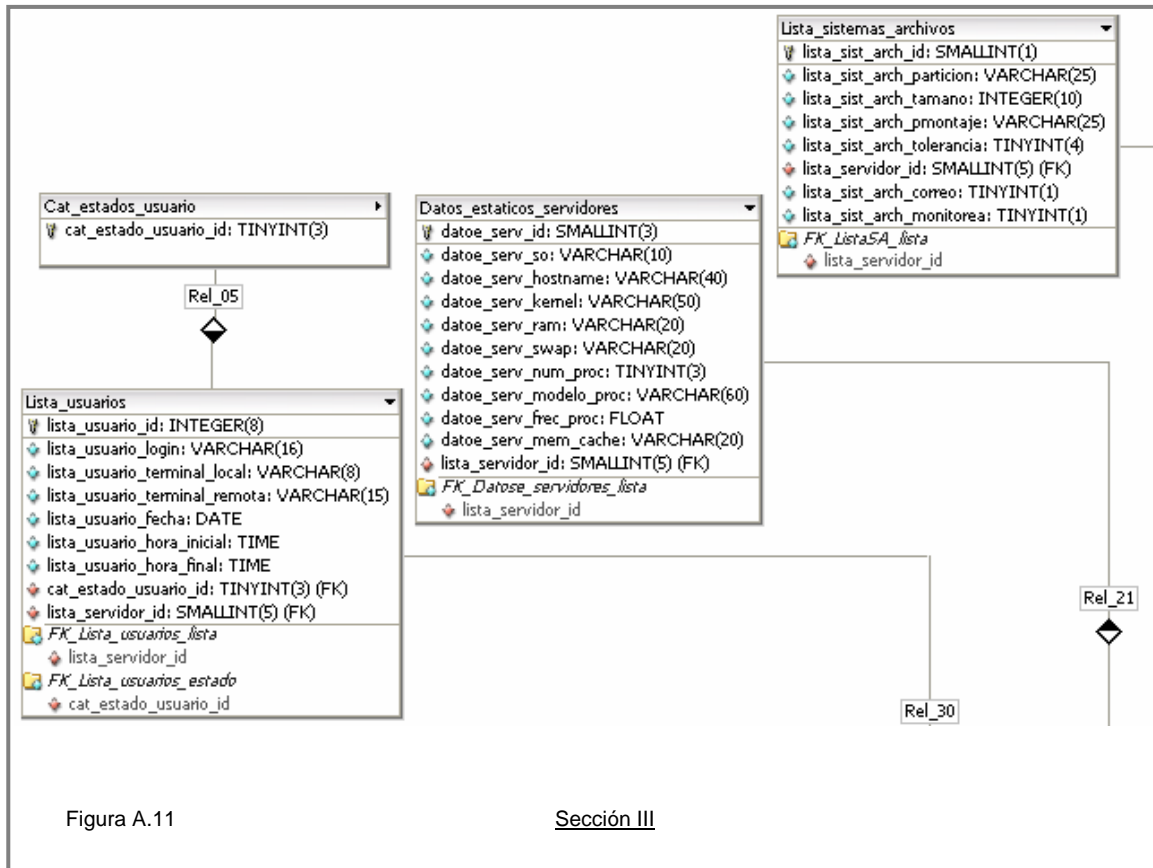 Lista_sistemas_archivos
lista_sist_arch_id: SMALLINT(1)
lista_sist_arch_particion: VARCHAR(25)
lista_sist_arch_tamano: INTEGER(10)
lista_sist_arch_pmontaje: VARCHAR(25)
lista_sist_arch_tolerancia: TINYINT(4)
lista_servidor_id: SMALLINT(5) (FK)
lista_sist_arch_correo: TINYINT(1)
lista_sist_arch_monitorea: TINYINT(1)
FK_ListaSA_lista
lista_servidor_id
Cat_estados_usuario
cat_estado_usuario_id: TINYINT(3)
Rel_05
Datos_estaticos_servidores
datoe_serv_id: SMALLINT(3)
datoe_serv_so: VARCHAR(10)
datoe_serv_hostname: VARCHAR(40)
datoe_serv_kernel: VARCHAR(50)
datoe_serv_ram: VARCHAR(20)
datoe_serv_swap: VARCHAR(20)
datoe_serv_num_proc: TINYINT(3)
datoe_serv_modelo_proc: VARCHAR(60)
datoe_serv_frec_proc: FLOAT
datoe_serv_mem_cache: VARCHAR(20)
lista_servidor_id: SMALLINT(5) (FK)
FK_Datose_servidores_lista
lista_servidor_id
Lista_usuarios
lista_usuario_id: INTEGER(8)
lista_usuario_login: VARCHAR(16)
lista_usuario_terminal_local: VARCHAR(8)
lista_usuario_terminal_remota: VARCHAR(15)
lista_usuario_fecha: DATE
lista_usuario_hora_inicial: TIME
lista_usuario_hora_final: TIME
cat_estado_usuario_id: TINYINT(3) (FK)
lista_servidor_id: SMALLINT(5) (FK)
FK_Lista_usuarios_lista
lista_servidor_id
FK_Lista_usuarios_estado
cat_estado_usuario_id
Rel_21
Rel_30
Figura A.11
Sección III